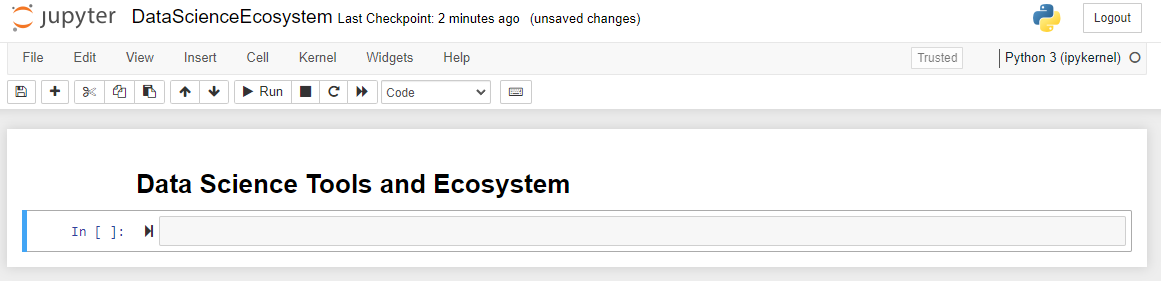 jupyter DataScienceEcosystem Last Checkpoint: 2 minutes ago (unsaved changes) Logout
File Edit View Insert Cell Kernel Widgets Help Trusted Python 3 (ipykernel)
Run Code
Data Science Tools and Ecosystem
In [ ]: